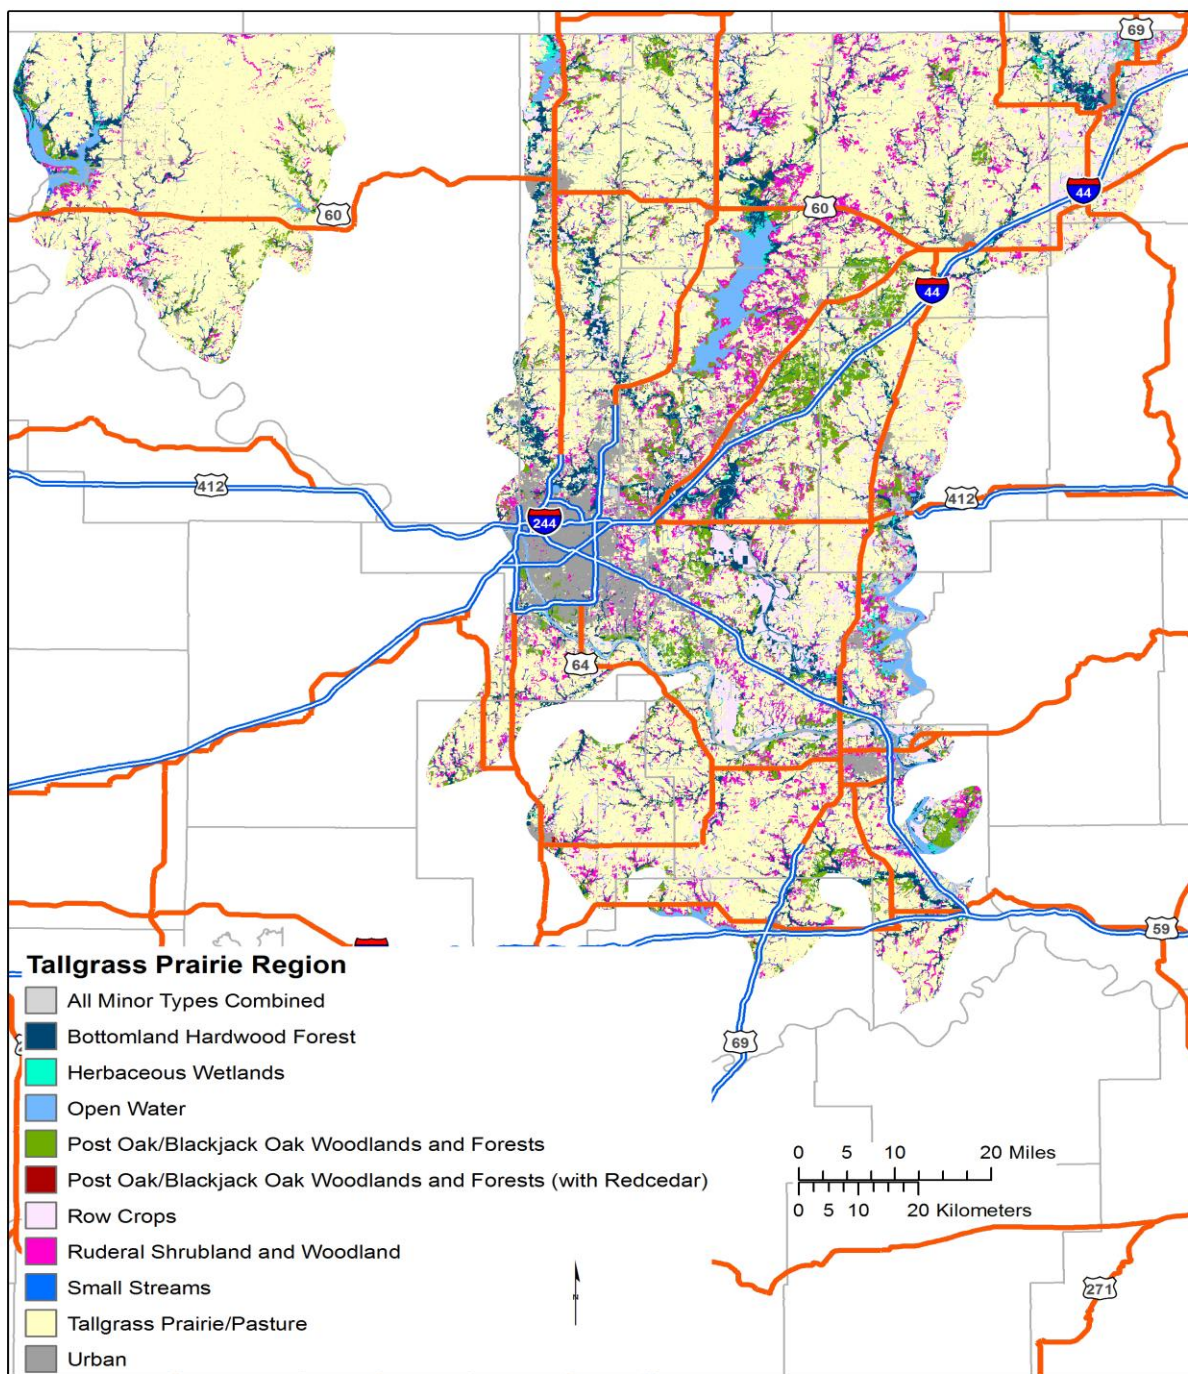 69
44
60
60
44
412
412
244
64
59
Tallgrass Prairie Region
All Minor Types Combined
Bottomland Hardwood Forest
Herbaceous Wetlands
Open Water
Post Oak/Blackjack Oak Woodlands and Forests
Post Oak/Blackjack Oak Woodlands and Forests (with Redcedar)
Row Crops
Ruderal Shrubland and Woodland
Small Streams
Tallgrass Prairie/Pasture
Urban
N
69
0 5 10 20 Miles
0 5 10 20 Kilometers
271